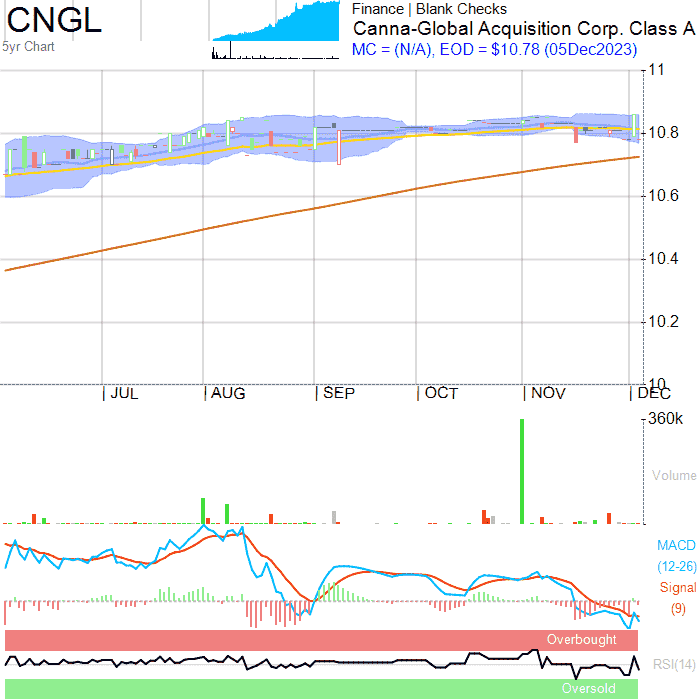 CNGL
5yr Chart
Finance | Blank Checks
Canna-Global Acquisition Corp. Class A
MC = (N/A), EOD = $10.78 (05Dec2023)
11
10.8
10.6
10.4
10.2
10
JUL
AUG
SEP
OCT
NOV
DEC
360k
Volume
MACD
(12-26)
Signal
(9)
Overbought
RSI(14)
Oversold